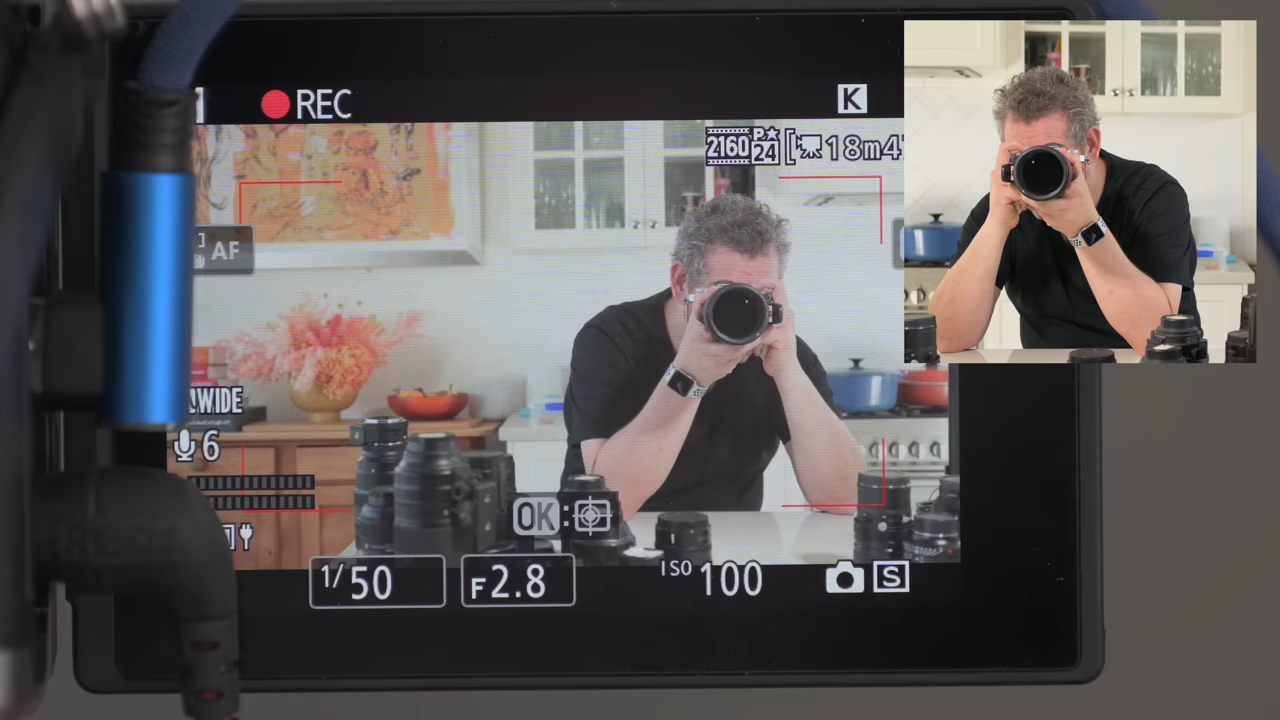 REC
K
2160 P★ 24 [ 18m4
AF
WIDE
6
OK:
1/50 F2.8 ISO 100 S